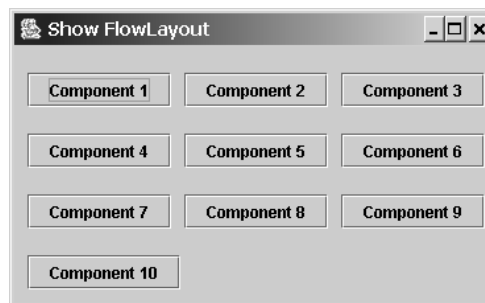 Show FlowLayout
Component 1 Component 2 Component 3
Component 4 Component 5 Component 6
Component 7 Component 8 Component 9
Component 10